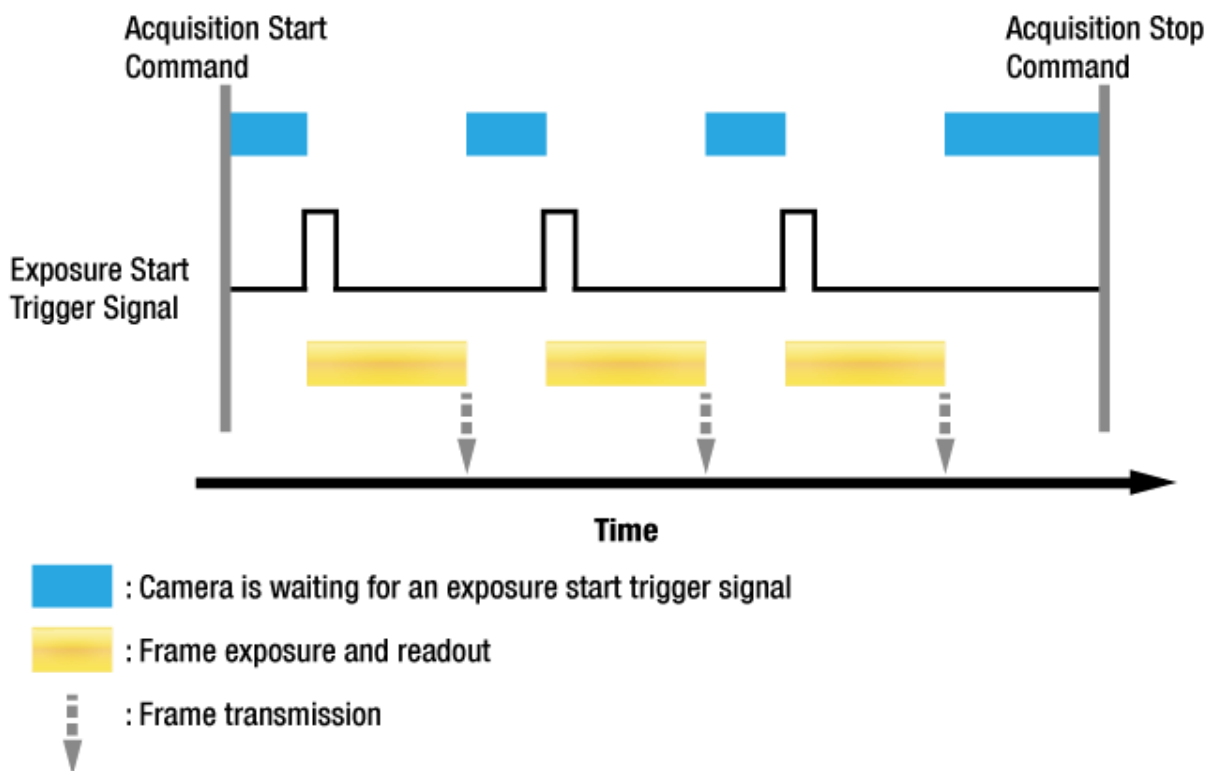 Acquisition Start
Command
Acquisition Stop
Command
Exposure Start
Trigger Signal
Time
: Camera is waiting for an exposure start trigger signal
: Frame exposure and readout
: Frame transmission